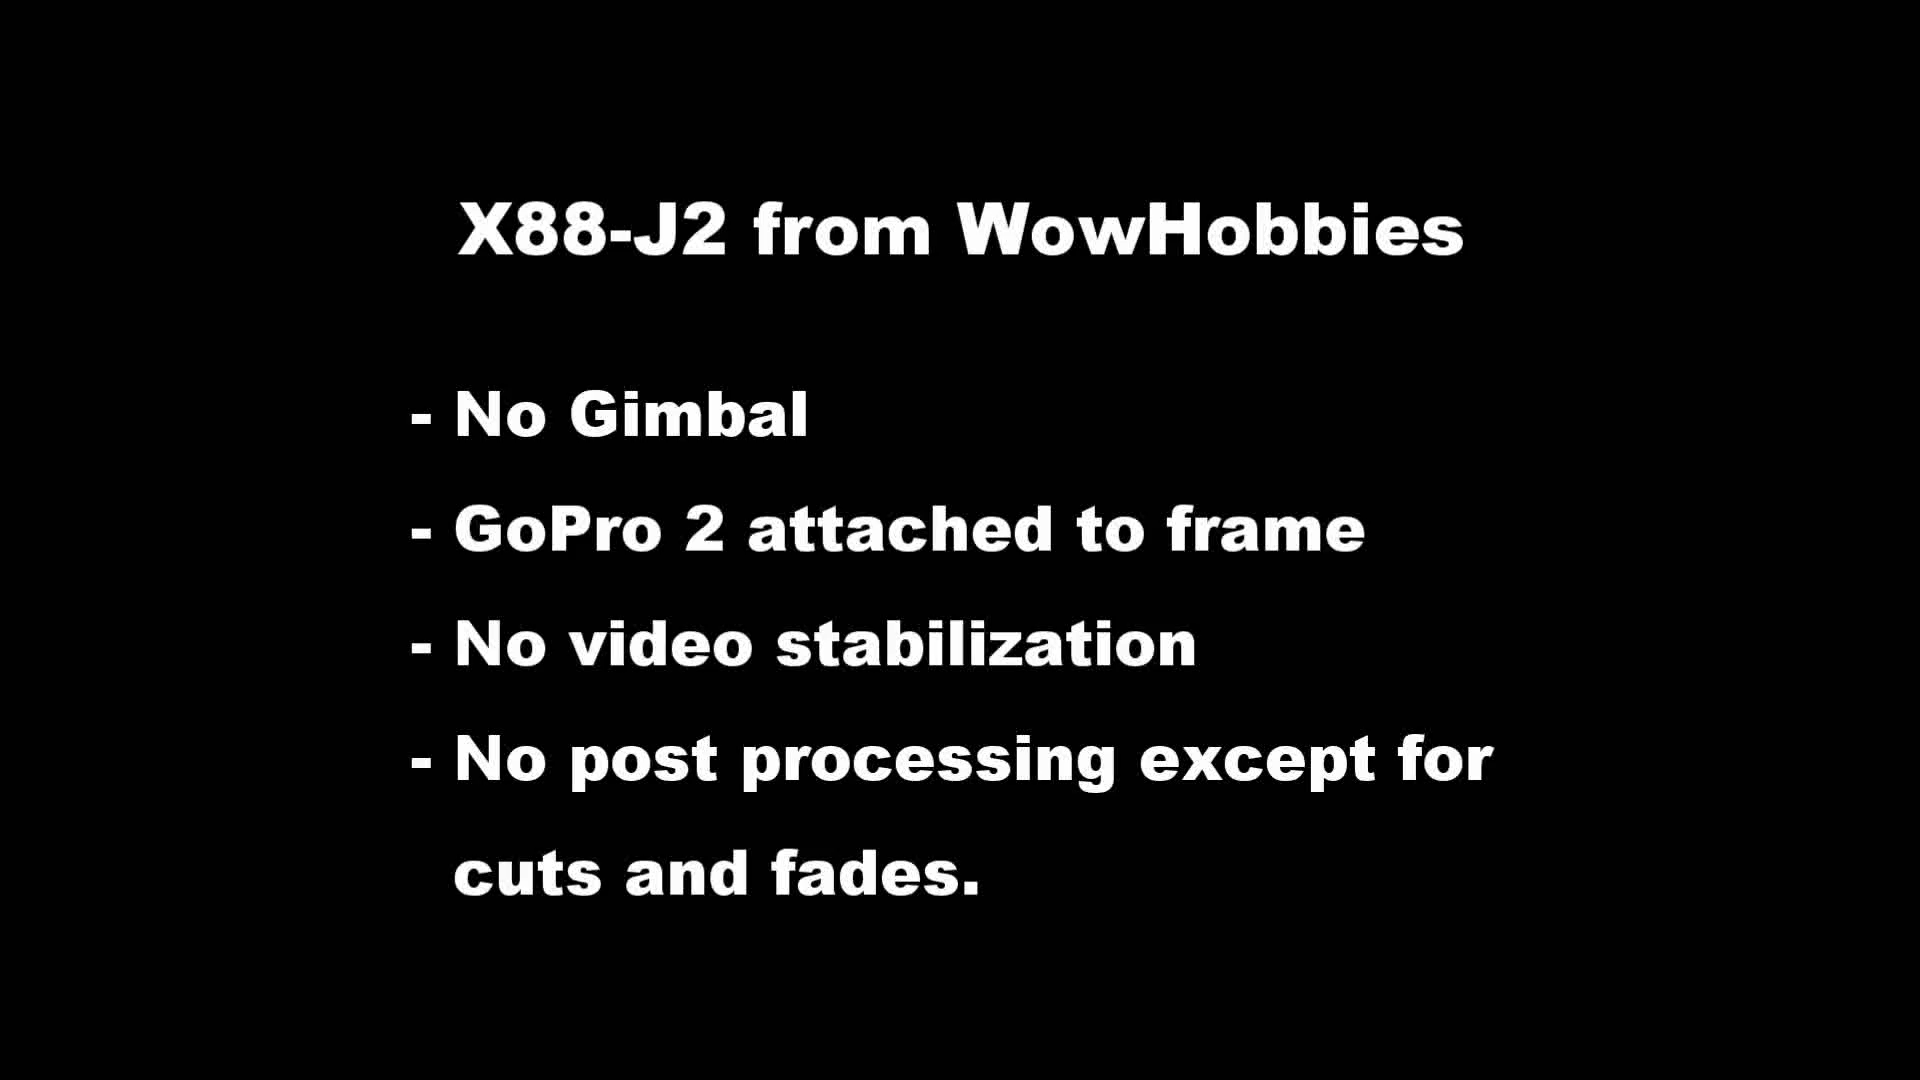 X88-J2 from WowHobbies
- No Gimbal
- GoPro 2 attached to frame
- No video stabilization
- No post processing except for
cuts and fades.